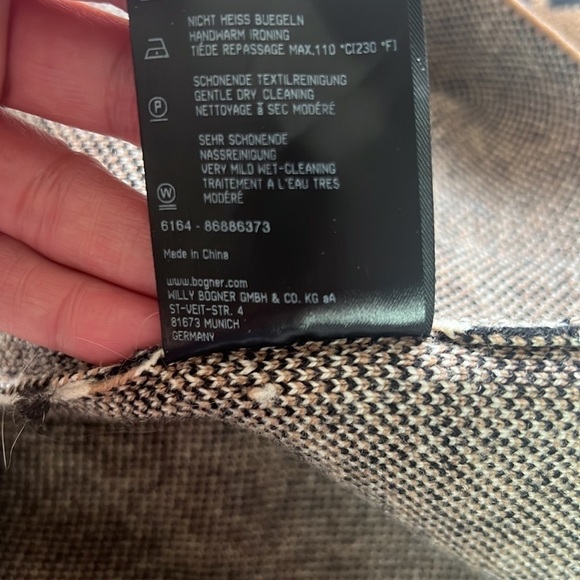 NICHT HEISS BUEGELN
HANDWARM IRONING
TIÉDE REPASSAGE MAX.110 °C(230 °F)
P
SCHONENDE TEXTILREINIGUNG
GENTLE DRY CLEANING
NETTOYAGE À SEC MODÉRÉ
W
SEHR SCHONENDE
NASSREINIGUNG
VERY MILD WET-CLEANING
TRAITEMENT A L'EAU TRES
MODÉRÉ
6164 - 86886373
Made in China
www.bogner.com
WILLY BOGNER GMBH & CO. KG aA
ST-VEIT-STR. 4
81673 MUNICH
GERMANY